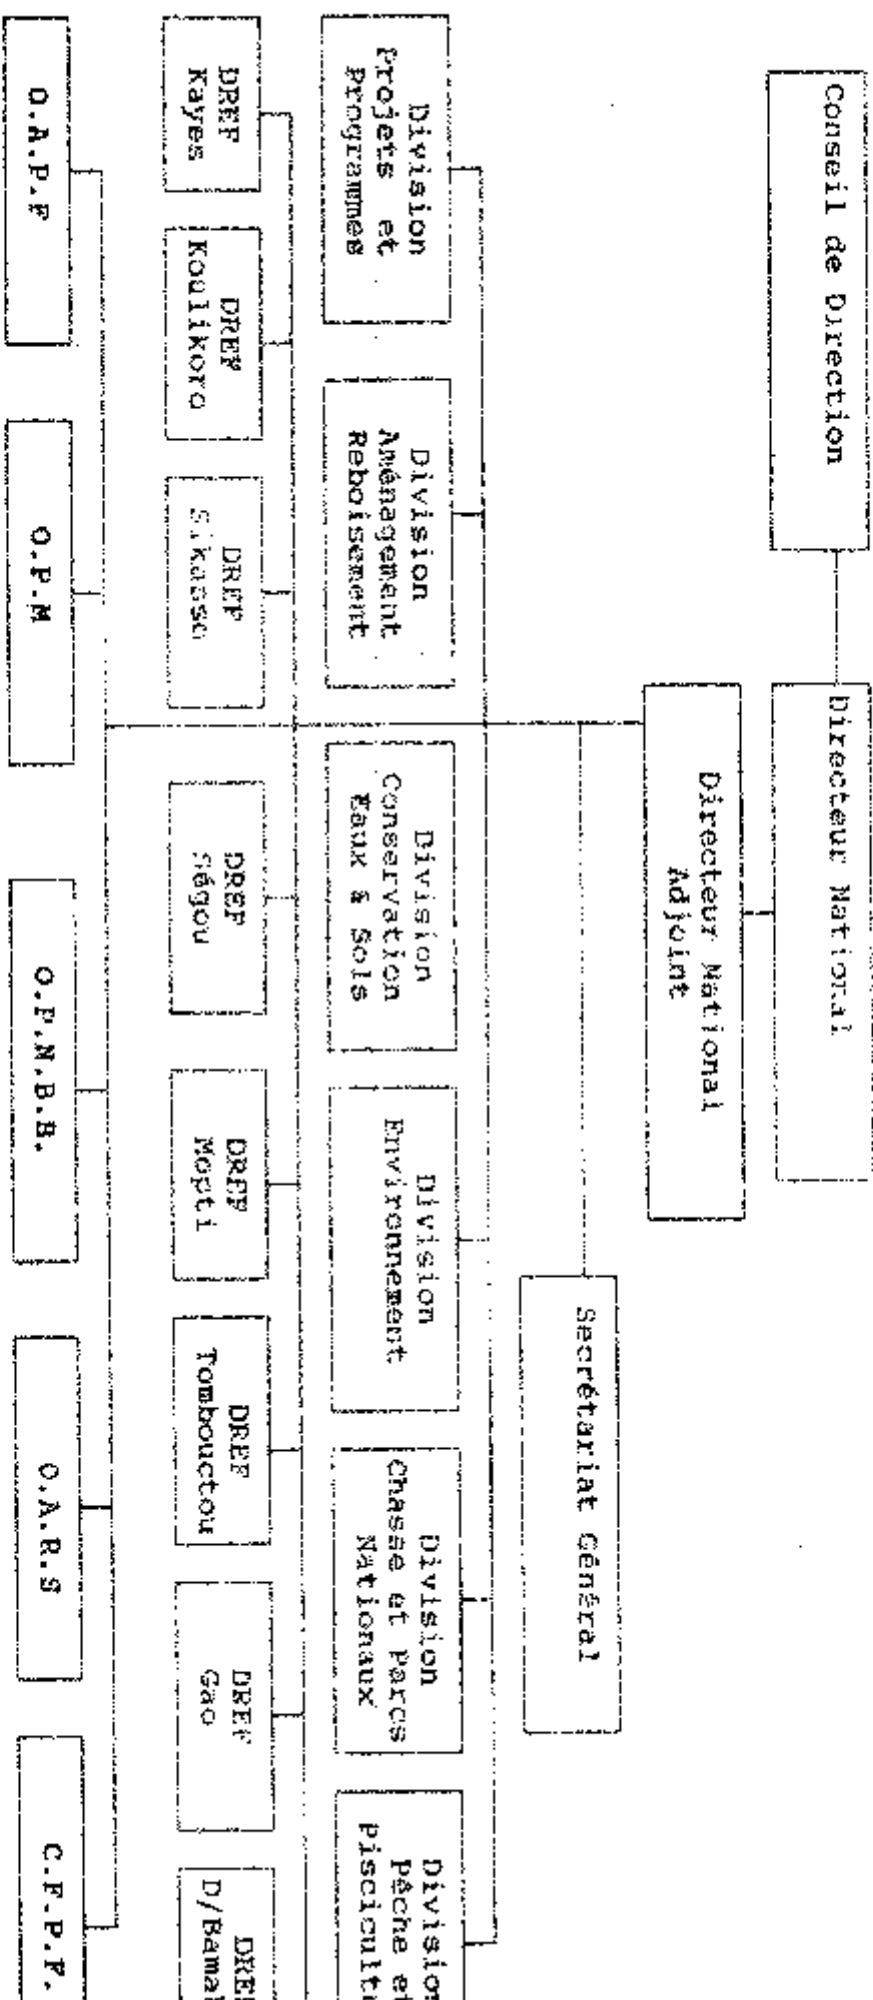 Conseil de Direction
Directeur National
Directeur National
Adjoint
Secrétariat Général
Division
Projets et
Programmes
Division
Aménagement
Reboisement
Division
Conservation
Eaux & Sols
Division
Environnement
Division
Chasse et Parcs
Nationaux
Division
Pêche et
Piscicultu
DREF
Kayes
DREF
Koulikoro
DREF
Sikasso
DREF
Ségou
DREF
Mopti
DREF
Tombouctou
DREF
Gao
DREF
D/Bamak
O.A.P.F
O.P.M
O.P.N.B.B.
O.A.R.S
C.F.P.F.